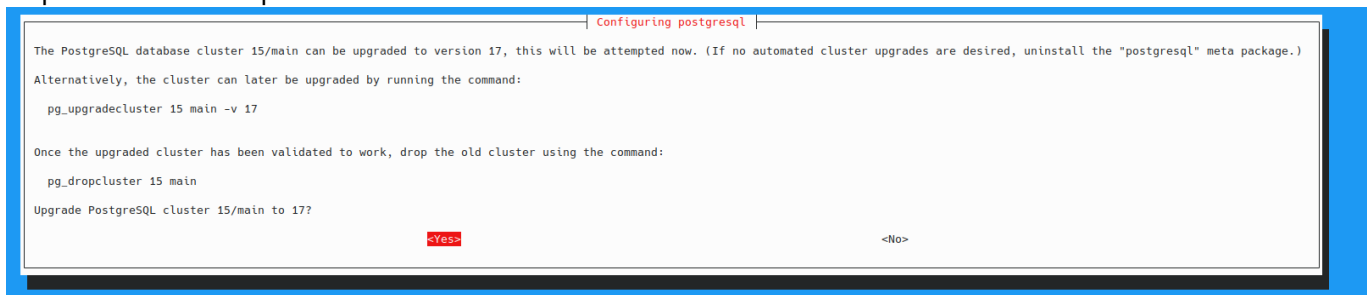 Configuring postgresql
The PostgreSQL database cluster 15/main can be upgraded to version 17, this will be attempted now. (If no automated cluster upgrades are desired, uninstall the "postgresql" meta package.)
Alternatively, the cluster can later be upgraded by running the command:
pg_upgradecluster 15 main -v 17
Once the upgraded cluster has been validated to work, drop the old cluster using the command:
pg_dropcluster 15 main
Upgrade PostgreSQL cluster 15/main to 17?
<Yes> <No>